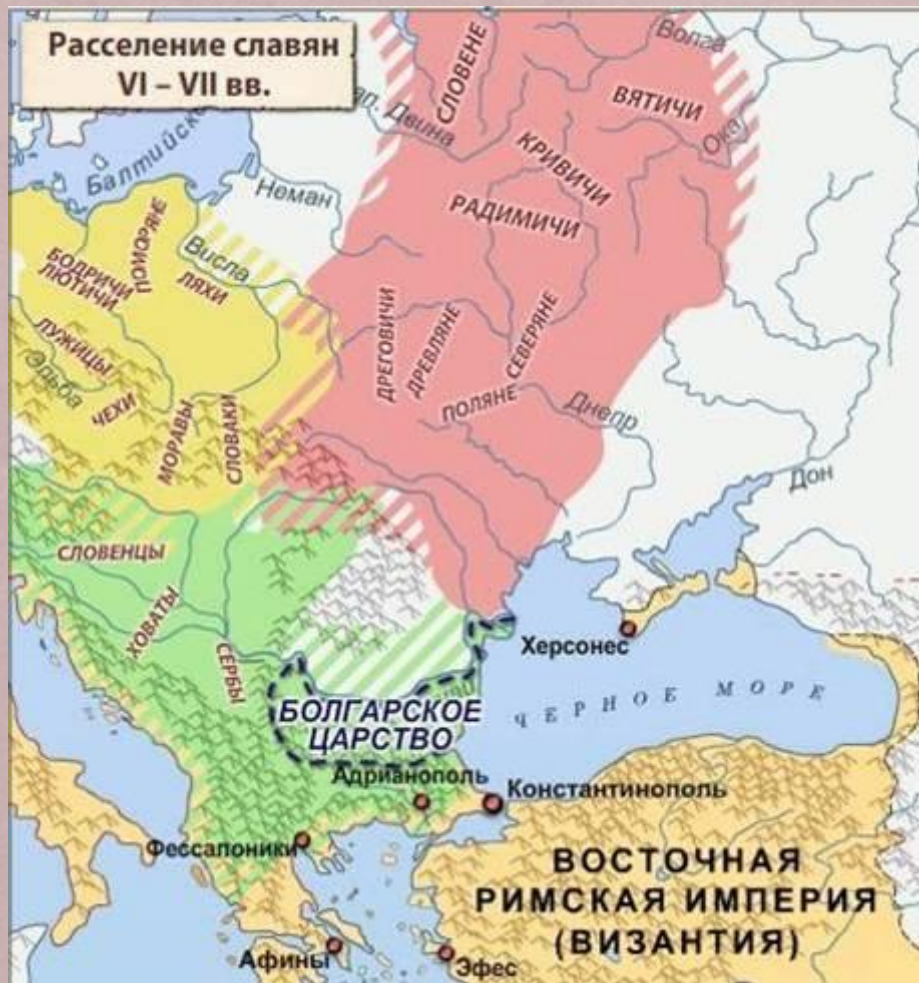 Расселение славян
VI – VII вв.
Волга
СЛОВЕНЕ
ВЯТИЧИ
Двина
Ока
КРИВИЧИ
Неман
РАДИМИЧИ
ПОМОРЯНЕ
Висла
БОДРИЧИ
ЛЮТИЧИ
ЛЯХИ
ЛУЖИЦЫ
Эльба
ДРЕГОВИЧИ
ДРЕВЛЯНЕ
СЕВЕРЯНЕ
ЧЕХИ
ПОЛЯНЕ
Днепр
МОРАВЫ
СЛОВАКИ
Дон
СЛОВЕНЦЫ
ХОВАТЫ
СЕРБЫ
Херсонес
ЧЕРНОЕ МОРЕ
БОЛГАРСКОЕ
ЦАРСТВО
Адрианополь
Константинополь
Фессалоники
ВОСТОЧНАЯ
РИМСКАЯ ИМПЕРИЯ
(ВИЗАНТИЯ)
Афины
Эфес